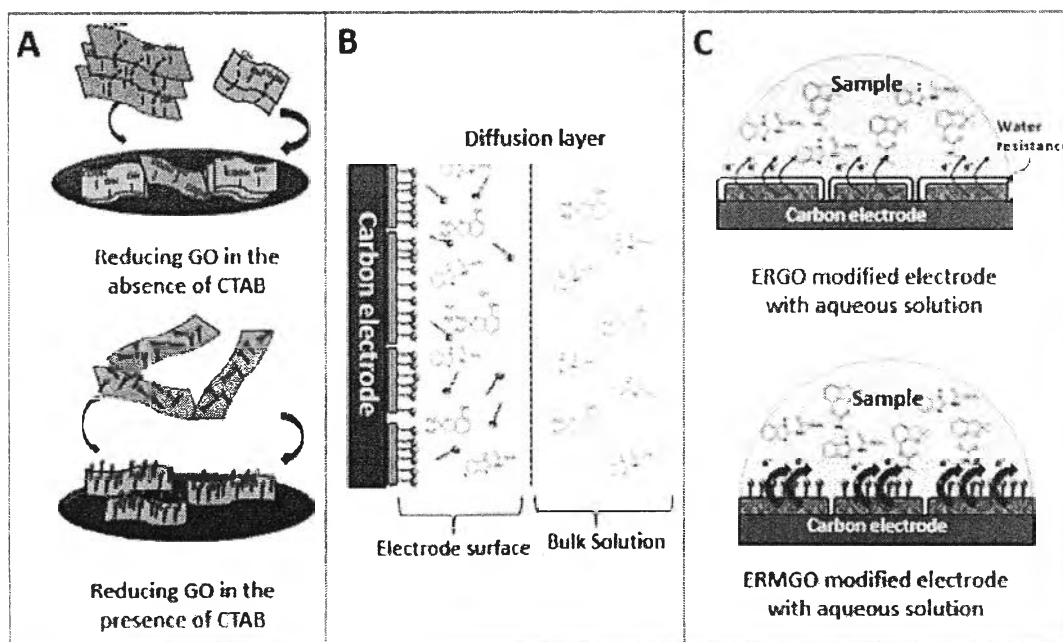 A
Reducing GO in the
absence of CTAB
Reducing GO in the
presence of CTAB
B
Diffusion layer
Carbon electrode
Electrode surface
Bulk Solution
C
Sample
Water
resistance
Carbon electrode
ERGO modified electrode
with aqueous solution
Sample
Carbon electrode
ERMGO modified electrode
with aqueous solution